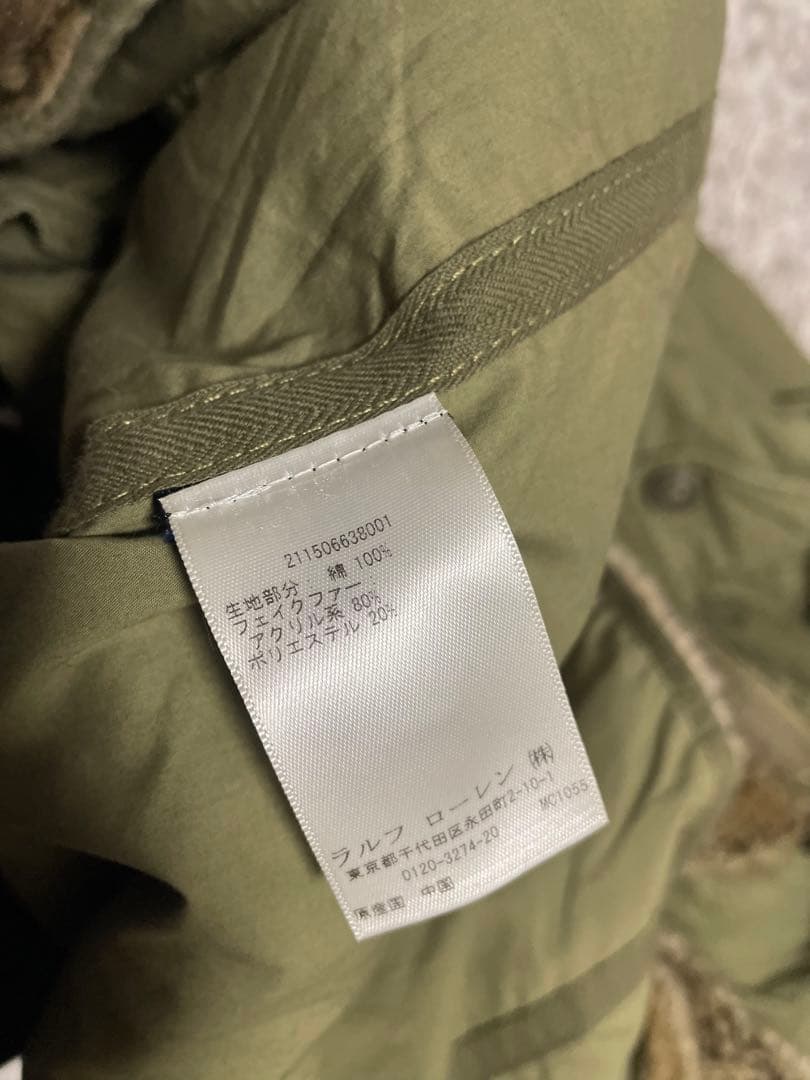 211506638001
生地部分 : 綿 100%
フェイクファー
アクリル系 80%
ポリエステル 20%
ラルフ ローレン (株)
東京都千代田区永田町2-10-1
0120-3274-20 MC1055
原産国 中国